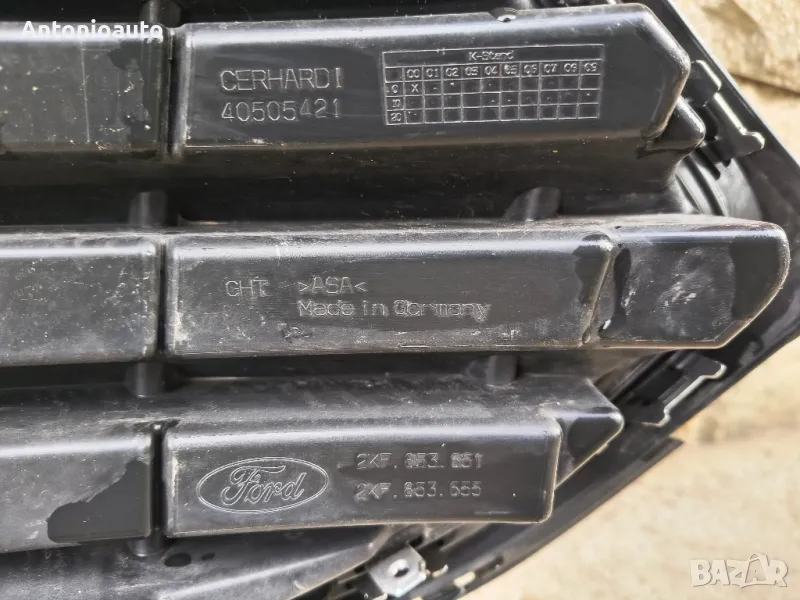 Antonioauto
CERHARDI
40505421
K-Stand
00 01 02 03 04 05 06 07 08 09
0 X
10
20
>ASA<
Made in Germany
Ford
2KF.853.651
2KF.853.655
BAZAR